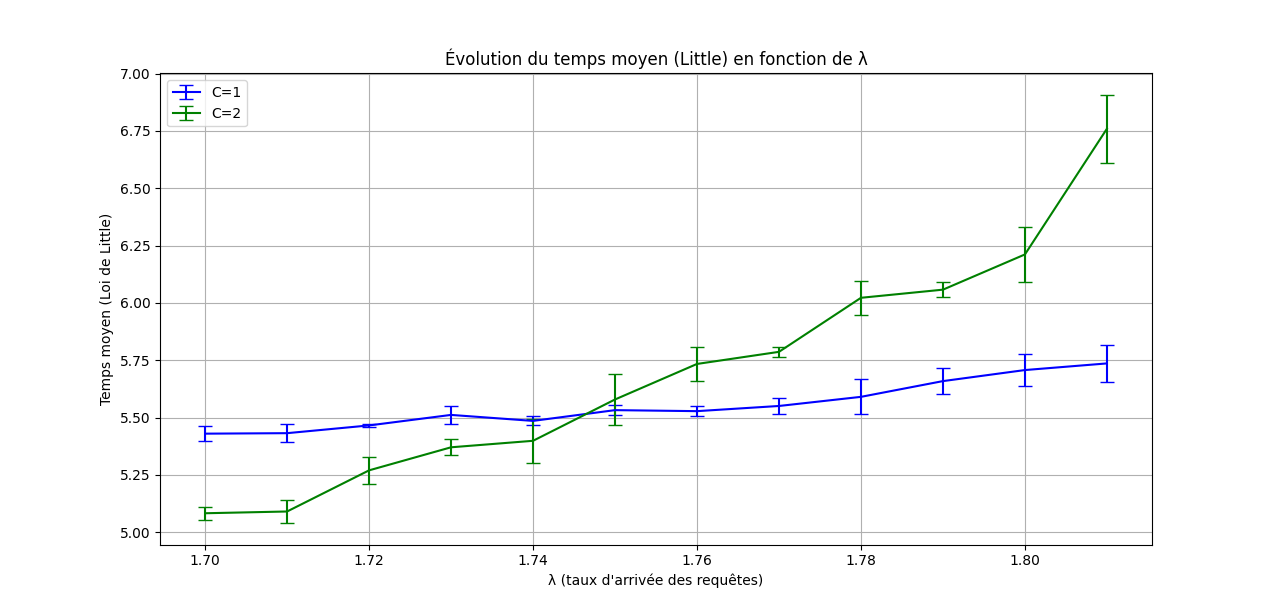 Évolution du temps moyen (Little) en fonction de λ
C=1
C=2
Temps moyen (Loi de Little)
7.00
6.75
6.50
6.25
6.00
5.75
5.50
5.25
5.00
1.70 1.72 1.74 1.76 1.78 1.80
λ (taux d'arrivée des requêtes)